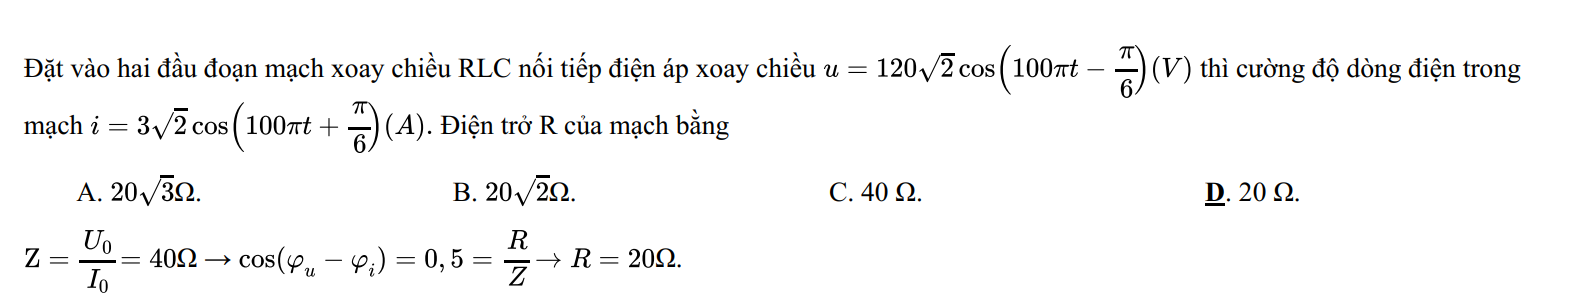 Đặt vào hai đầu đoạn mạch xoay chiều RLC nối tiếp điện áp xoay chiều $u = 120\sqrt{2}\cos\left(100\pi t - \frac{\pi}{6}\right)(V)$ thì cường độ dòng điện trong
mạch $i = 3\sqrt{2}\cos\left(100\pi t + \frac{\pi}{6}\right)(A)$. Điện trở R của mạch bằng
A. $20\sqrt{3}\Omega$. B. $20\sqrt{2}\Omega$. C. 40 Ω. D. 20 Ω.
$Z = \frac{U_0}{I_0} = 40\Omega \rightarrow \cos(\varphi_u - \varphi_i) = 0,5 = \frac{R}{Z} \rightarrow R = 20\Omega.$